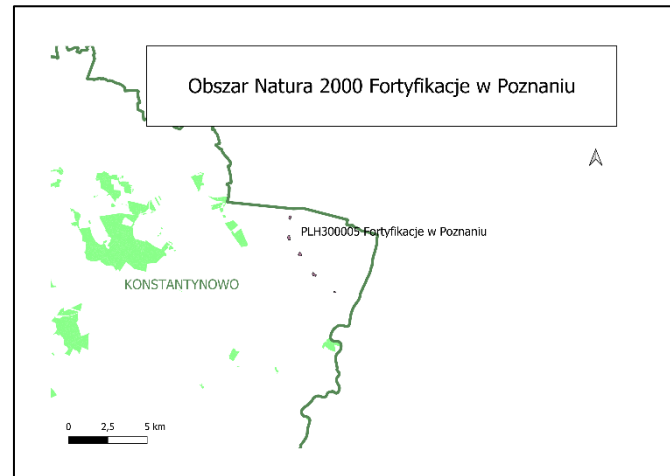 Obszar Natura 2000 Fortyfikacje w Poznaniu
PLH300005 Fortyfikacje w Poznaniu
KONSTANTYNOWO
0 2,5 5 km